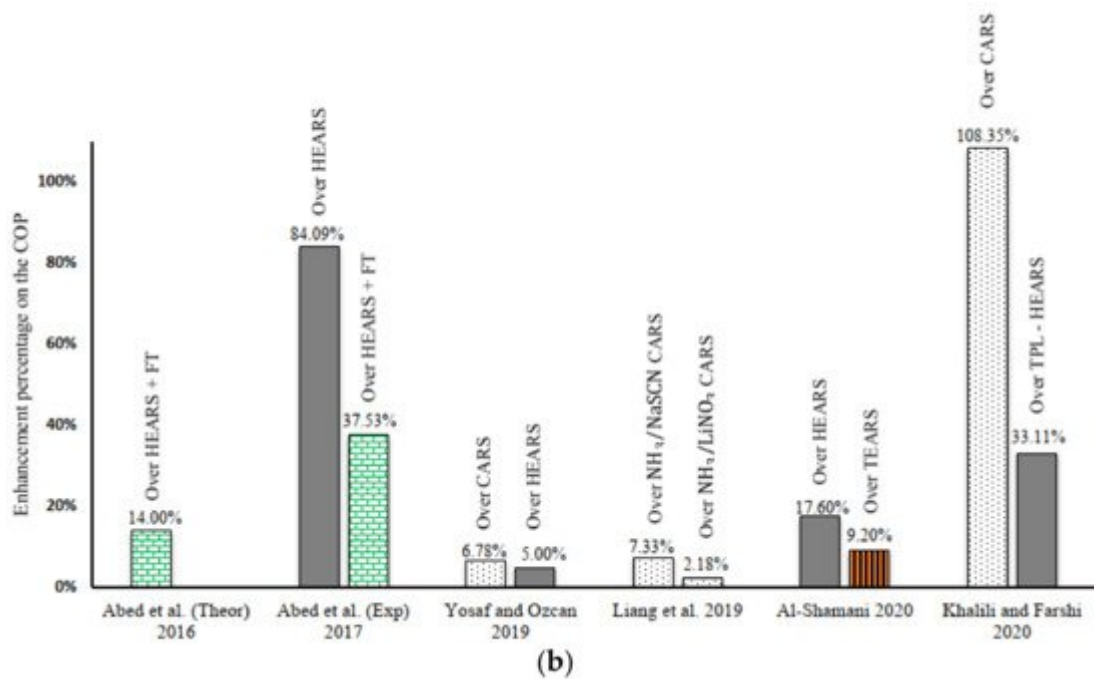 Enhancement percentage on the COP
100%
80%
60%
40%
20%
0%
Over HEARS + FT
14.00%
Over HEARS
84.09%
Over HEARS + FT
37.53%
Over CARS
6.78%
Over HEARS
5.00%
Over NH₃/NaSCN CARS
7.33%
Over NH₃/LiNO₃ CARS
2.18%
Over HEARS
17.60%
Over TEARS
9.20%
Over CARS
108.35%
Over TPL - HEARS
33.11%
Abed et al. (Theor)
2016
Abed et al. (Exp)
2017
Yosaf and Ozcan
2019
Liang et al. 2019
Al-Shamani 2020
Khalili and Farshi
2020
(b)